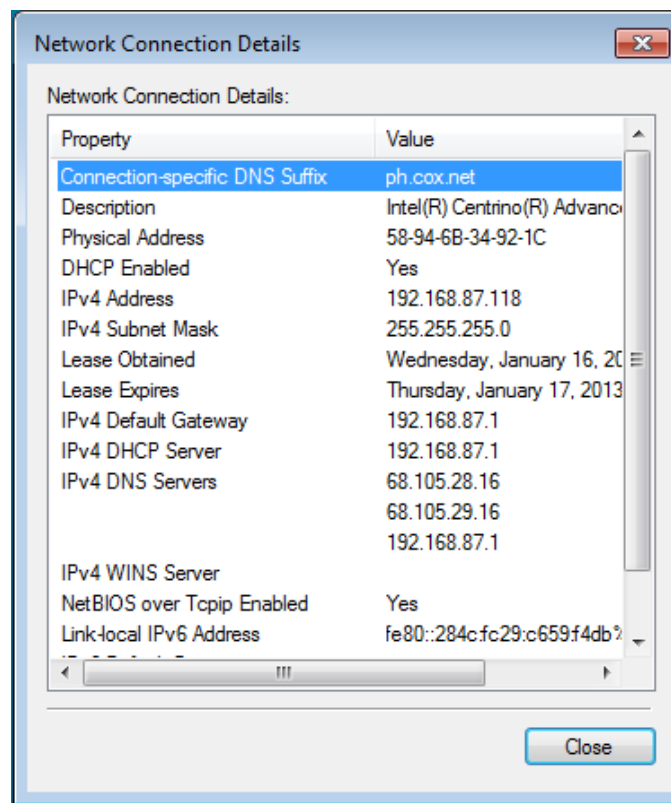 Network Connection Details
Network Connection Details:
Property Value
Connection-specific DNS Suffix ph.cox.net
Description Intel(R) Centrino(R) Advanc
Physical Address 58-94-6B-34-92-1C
DHCP Enabled Yes
IPv4 Address 192.168.87.118
IPv4 Subnet Mask 255.255.255.0
Lease Obtained Wednesday, January 16, 20
Lease Expires Thursday, January 17, 2013
IPv4 Default Gateway 192.168.87.1
IPv4 DHCP Server 192.168.87.1
IPv4 DNS Servers 68.105.28.16
68.105.29.16
192.168.87.1
IPv4 WINS Server
NetBIOS over Tcpip Enabled Yes
Link-local IPv6 Address fe80::284c:fc29:c659:f4db%
Close